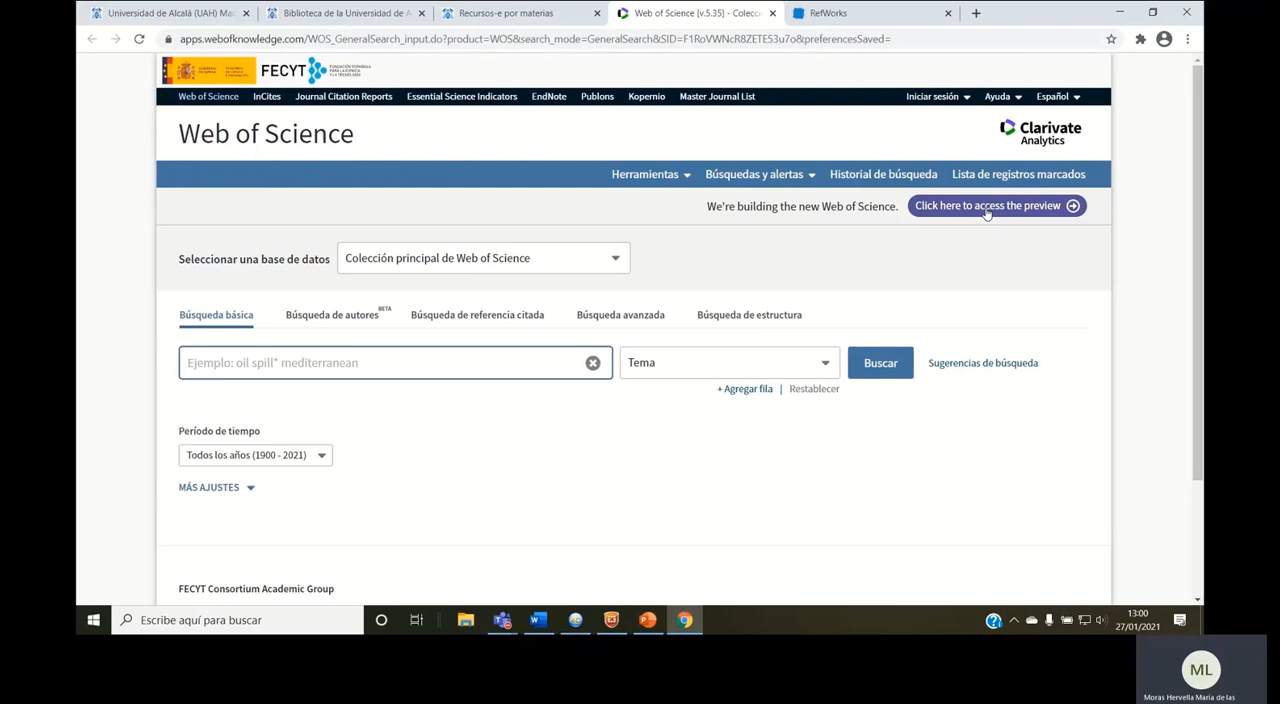 Universidad de Alcalá (UAH) Ma
Biblioteca de la Universidad de A
Recursos-e por materias
Web of Science [v.5.35] - Colecc
RefWorks
apps.webofknowledge.com/WOS_GeneralSearch_input.do?product=WOS&search_mode=GeneralSearch&SID=F1RoVWNcR8ZETE53u7o&preferencesSaved=
FECYT
Web of Science InCites Journal Citation Reports Essential Science Indicators EndNote Publons Kopernio Master Journal List Iniciar sesión Ayuda Español
Web of Science
Clarivate
Analytics
Herramientas Búsquedas y alertas Historial de búsqueda Lista de registros marcados
We're building the new Web of Science. Click here to access the preview
Seleccionar una base de datos Colección principal de Web of Science
Búsqueda básica Búsqueda de autores BETA Búsqueda de referencia citada Búsqueda avanzada Búsqueda de estructura
Ejemplo: oil spill* mediterranean Tema Buscar Sugerencias de búsqueda
+ Agregar fila | Restablecer
Período de tiempo
Todos los años (1900 - 2021)
MÁS AJUSTES
FECYT Consortium Academic Group
Escribe aquí para buscar
13:00
27/01/2021
ML
Moras Hervella María de las